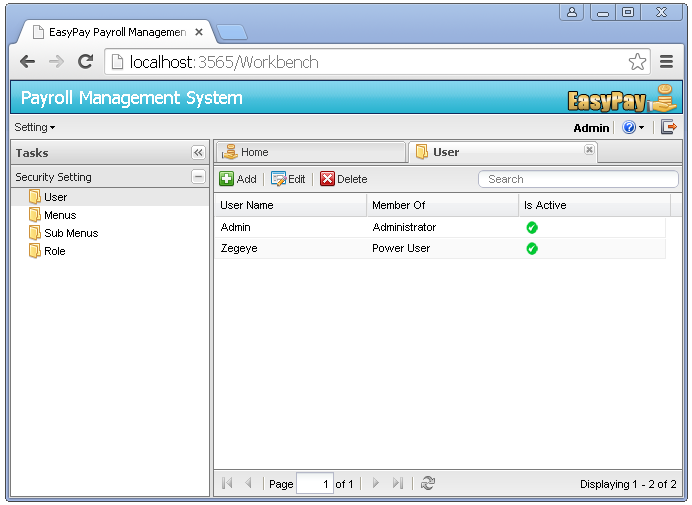 EasyPay Payroll Managemen
localhost:3565/Workbench
Payroll Management System
EasyPay
Setting
Admin
Tasks
Home
User
Security Setting
Add
Edit
Delete
Search
User
Menus
Sub Menus
Role
User Name Member Of Is Active
Admin Administrator
Zegeye Power User
Page 1 of 1
Displaying 1 - 2 of 2